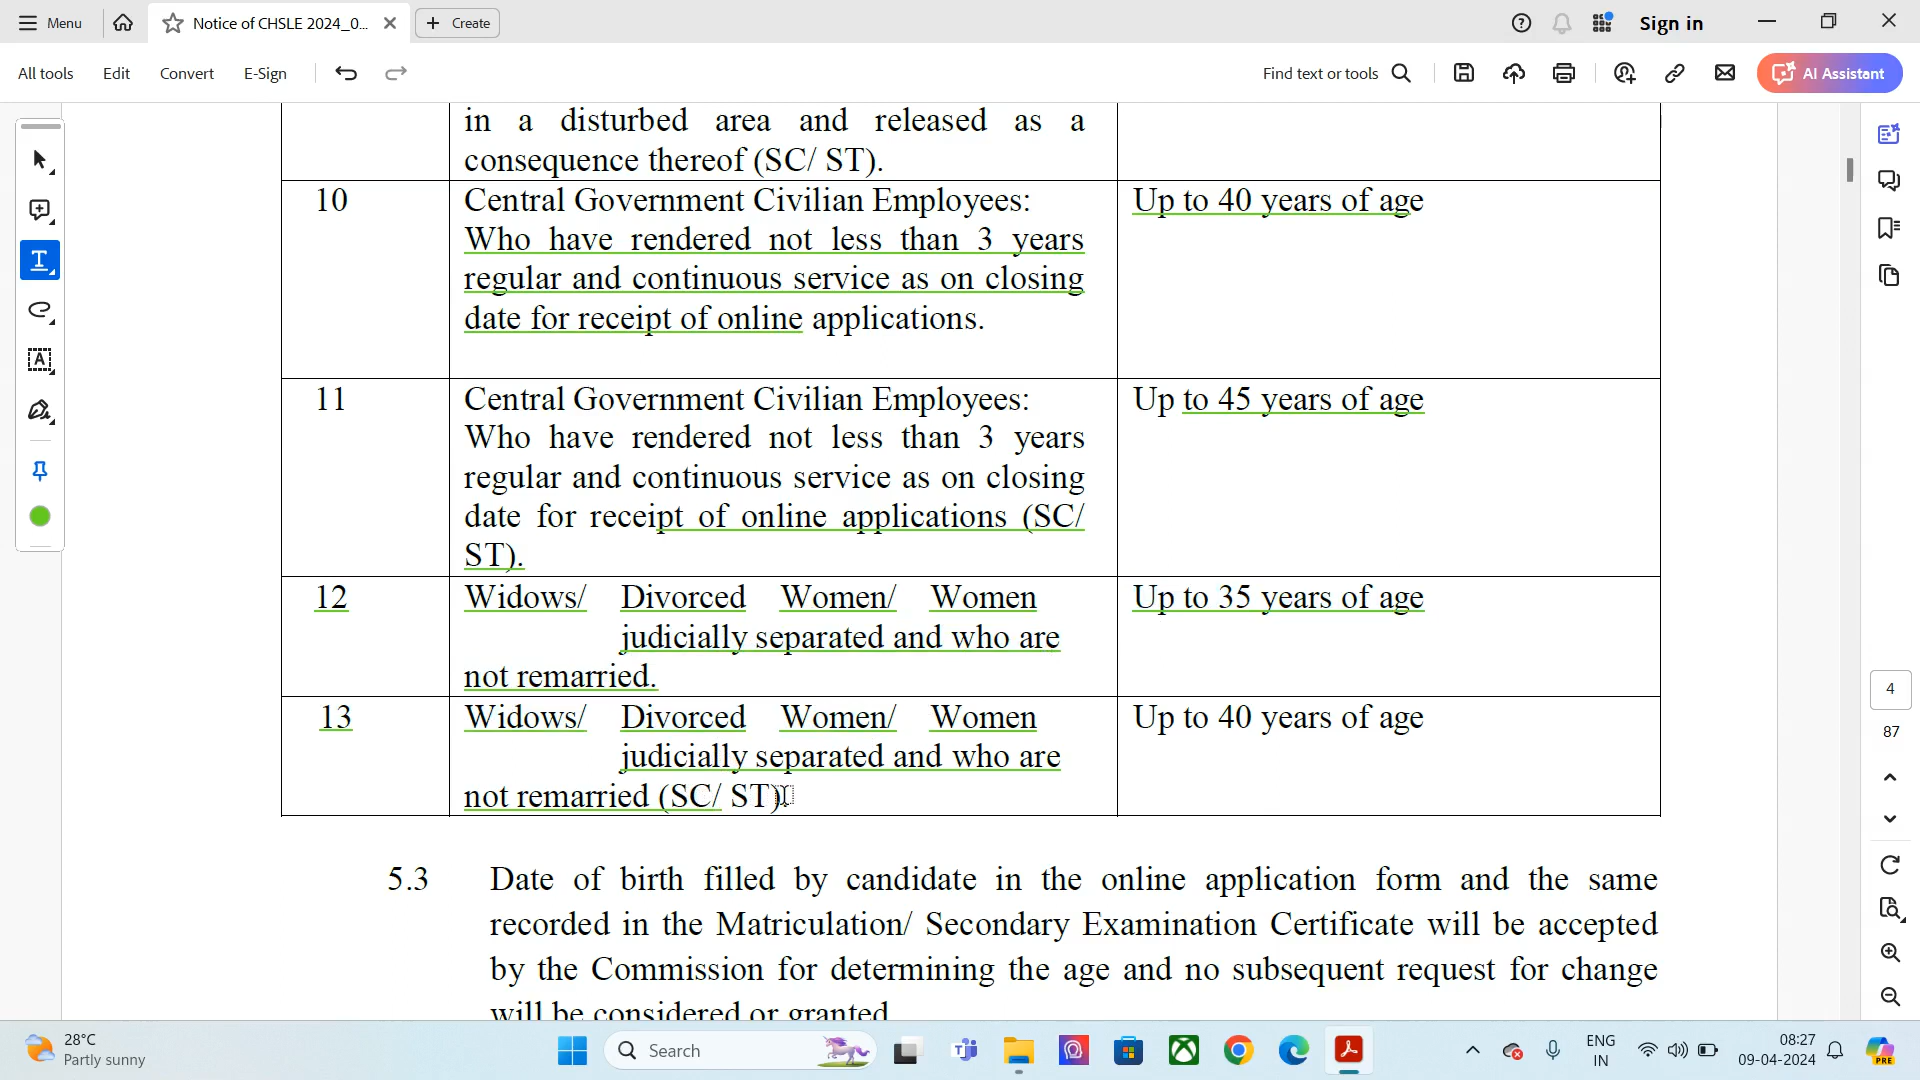 Menu
Notice of CHSLE 2024_0...
Create
Sign in
All tools
Edit
Convert
E-Sign
Find text or tools
AI Assistant
in a disturbed area and released as a
consequence thereof (SC/ ST).
10
Central Government Civilian Employees:
Up to 40 years of age
Who have rendered not less than 3 years
regular and continuous service as on closing
date for receipt of online applications.
11
Central Government Civilian Employees:
Up to 45 years of age
Who have rendered not less than 3 years
regular and continuous service as on closing
date for receipt of online applications (SC/
ST).
12
Widows/ Divorced Women/ Women
Up to 35 years of age
judicially separated and who are
not remarried.
13
Widows/ Divorced Women/ Women
Up to 40 years of age
judicially separated and who are
not remarried (SC/ ST).
5.3
Date of birth filled by candidate in the online application form and the same
recorded in the Matriculation/ Secondary Examination Certificate will be accepted
by the Commission for determining the age and no subsequent request for change
will be considered or granted
4
87
28°C
Partly sunny
Search
ENG
IN
08:27
09-04-2024
PRE